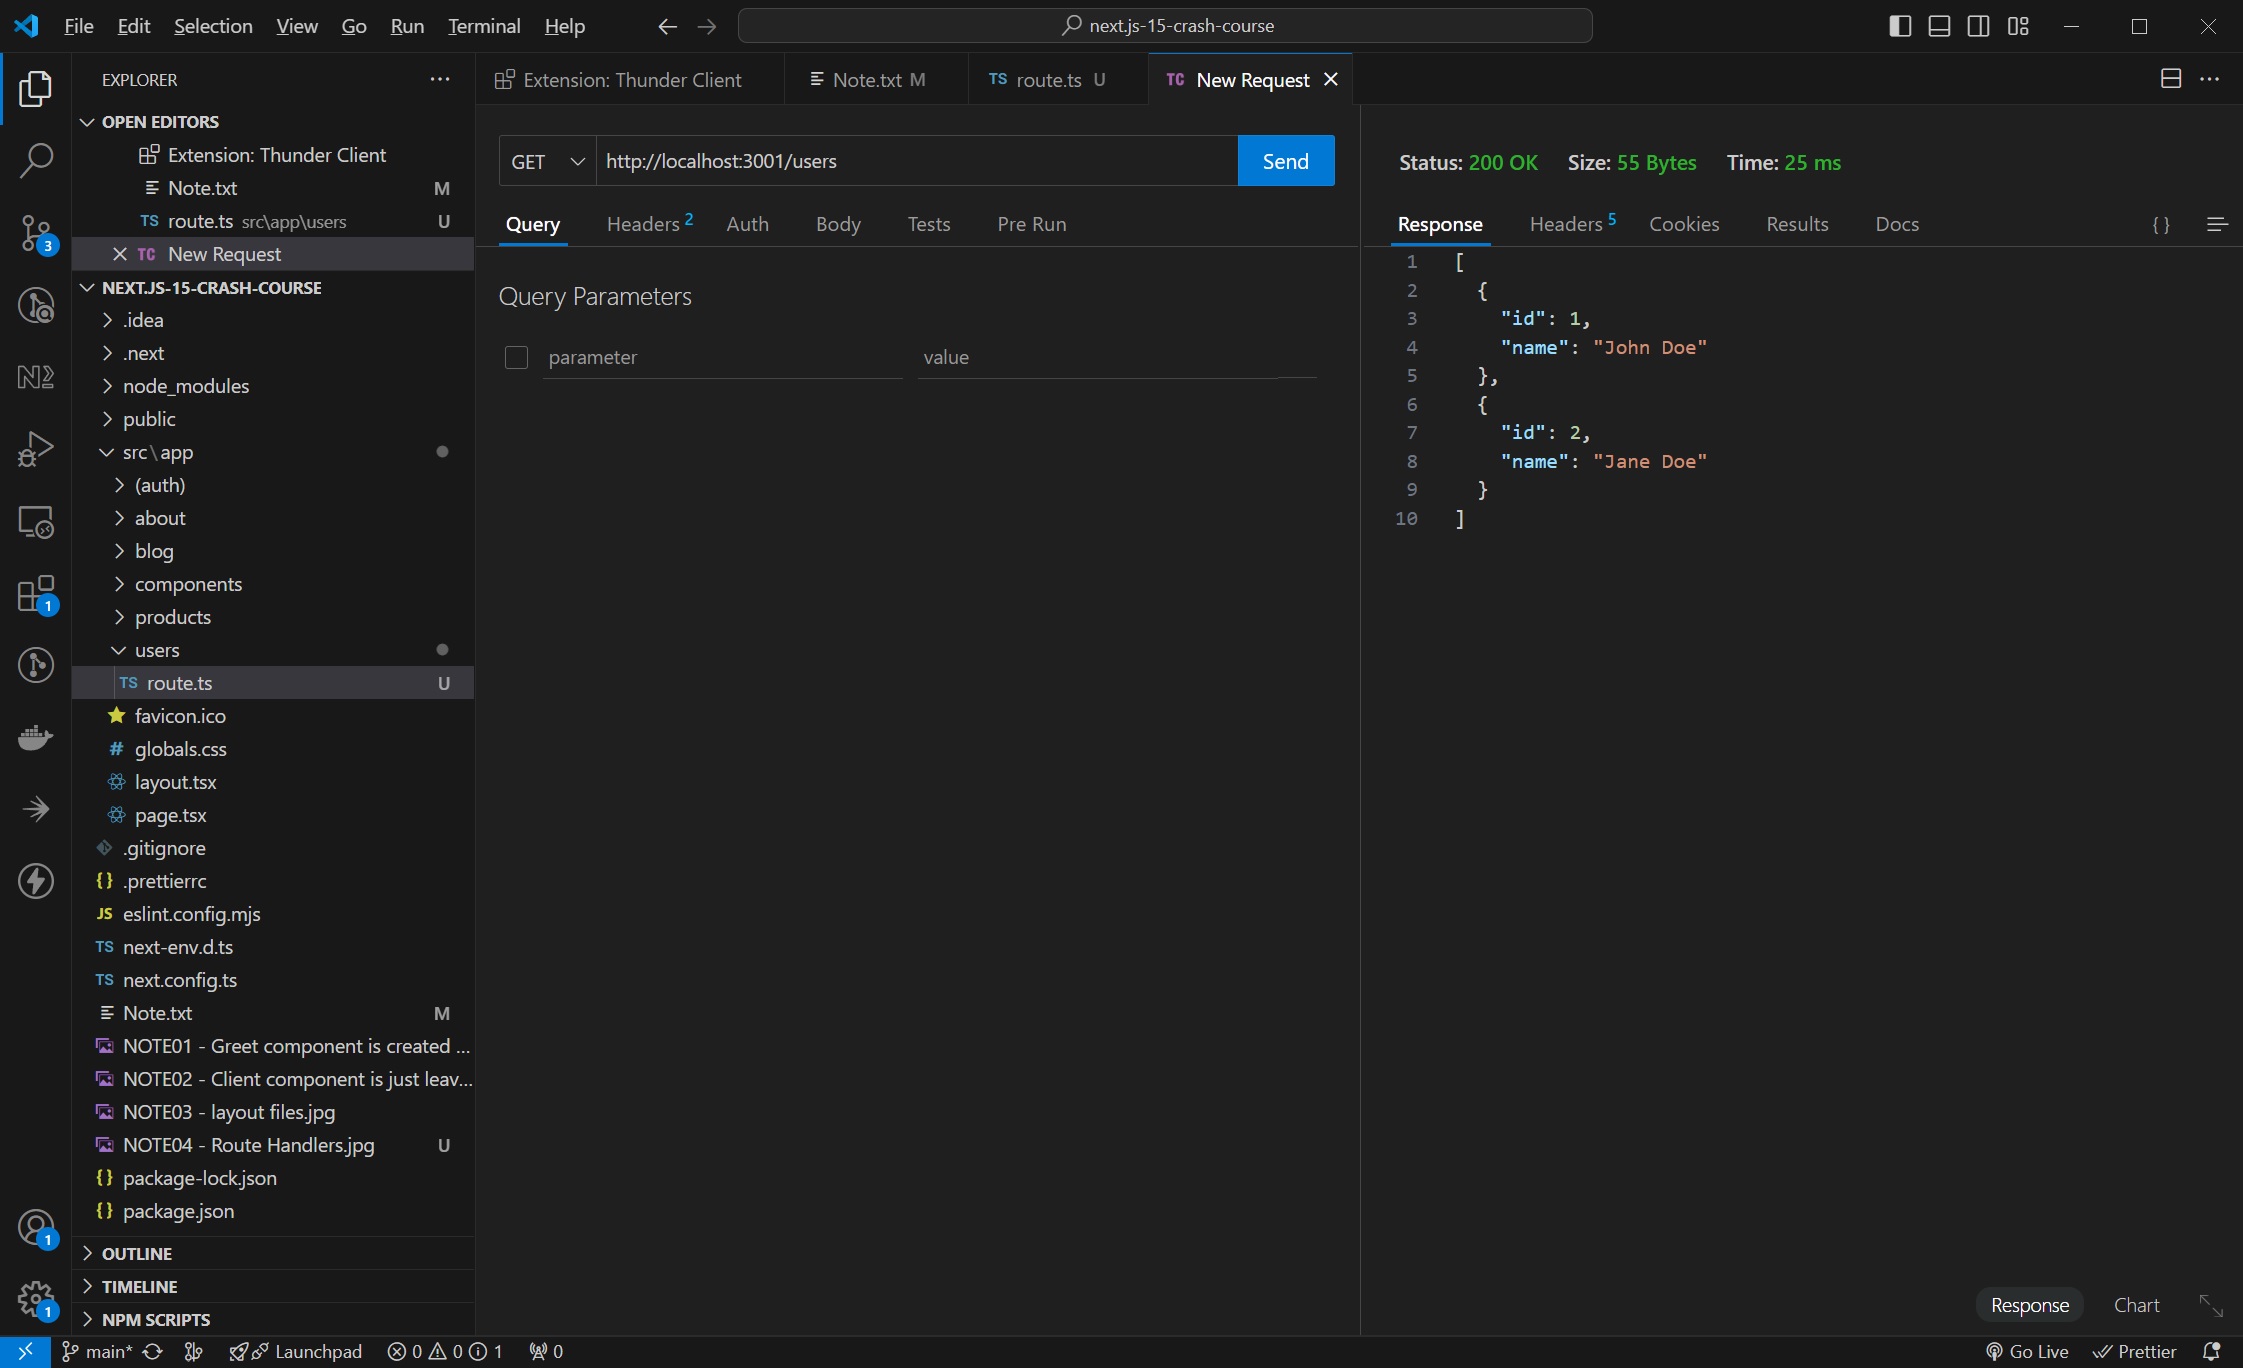 File Edit Selection View Go Run Terminal Help
next.js-15-crash-course
EXPLORER
OPEN EDITORS
Extension: Thunder Client
Note.txt M
TS route.ts src\app\users U
TC New Request
NEXT.JS-15-CRASH-COURSE
.idea
.next
node_modules
public
src\app
(auth)
about
blog
components
products
users
TS route.ts U
favicon.ico
# globals.css
layout.tsx
page.tsx
.gitignore
{} .prettierrc
JS eslint.config.mjs
TS next-env.d.ts
TS next.config.ts
Note.txt M
NOTE01 - Greet component is created ...
NOTE02 - Client component is just leav...
NOTE03 - layout files.jpg
NOTE04 - Route Handlers.jpg U
{} package-lock.json
{} package.json
OUTLINE
TIMELINE
NPM SCRIPTS
3
1
1
1
Extension: Thunder Client
Note.txt M
TS route.ts U
TC New Request
GET http://localhost:3001/users Send
Query Headers 2 Auth Body Tests Pre Run
Query Parameters
parameter value
Status: 200 OK Size: 55 Bytes Time: 25 ms
Response Headers 5 Cookies Results Docs { }
1 [
2 {
3 "id": 1,
4 "name": "John Doe"
5 },
6 {
7 "id": 2,
8 "name": "Jane Doe"
9 }
10 ]
Response Chart
main* Launchpad 0 0 1 0 Go Live Prettier